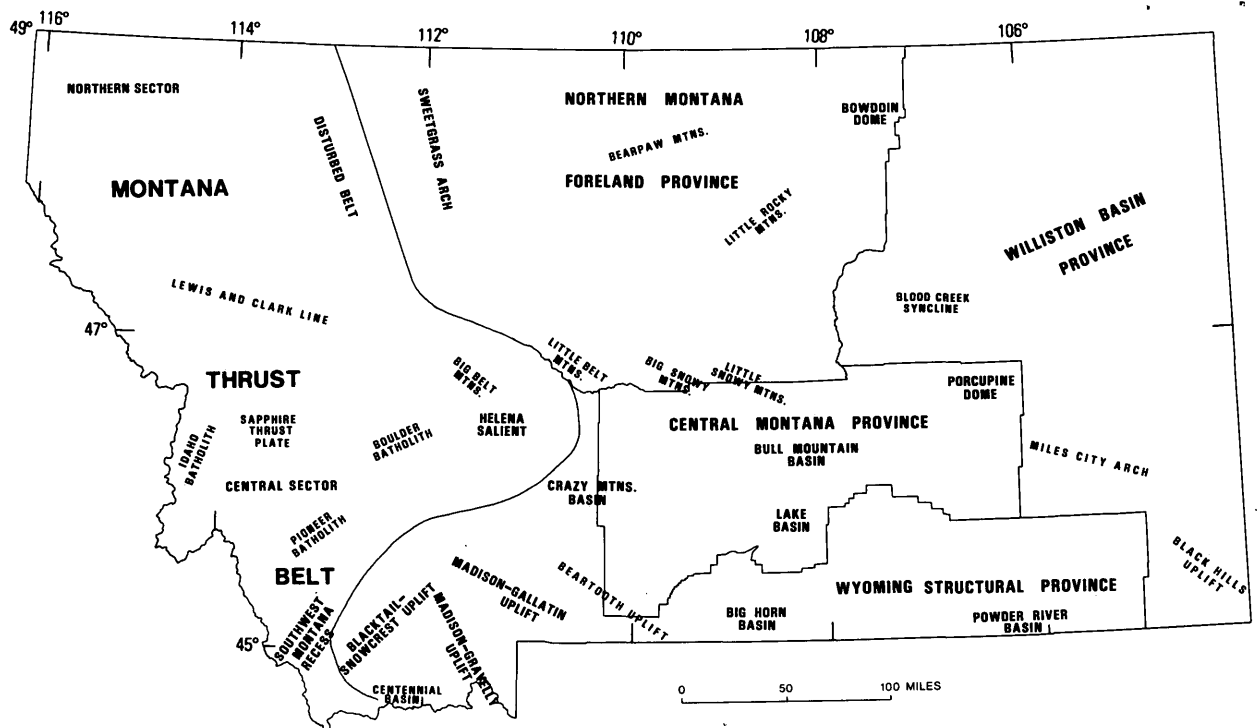 116°
114°
112°
110°
108°
106°
49°
NORTHERN SECTOR
DISTURBED BELT
SWEETGRASS ARCH
NORTHERN MONTANA
BEARPAW MTNS.
FORELAND PROVINCE
LITTLE ROCKY
MTNS.
BOWDOIN
DOME
MONTANA
WILLISTON BASIN
PROVINCE
LEWIS AND CLARK LINE
BLOOD CREEK
SYNCLINE
47°
LITTLE BELT
MTNS.
BIG SNOWY
MTNS.
LITTLE
SNOWY MTNS.
BIG BELT
MTNS.
PORCUPINE
DOME
THRUST
SAPPHIRE
THRUST
PLATE
IDAHO
BATHOLITH
BOULDER
BATHOLITH
HELENA
SALIENT
CENTRAL MONTANA PROVINCE
BULL MOUNTAIN
BASIN
MILES CITY ARCH
CENTRAL SECTOR
CRAZY MTNS.
BASIN
LAKE
BASIN
PIONEER
BATHOLITH
BELT
MADISON-GALLATIN
UPLIFT
BEARTOOTH UPLIFT
WYOMING STRUCTURAL PROVINCE
BLACK HILLS
UPLIFT
BIG HORN
BASIN
POWDER RIVER
BASIN
45°
SOUTHWEST
MONTANA
RECESS
BLACKTAIL-
SNOWCREST UPLIFT
MADISON-GRAVELLY
UPLIFT
CENTENNIAL
BASIN
0 50 100 MILES